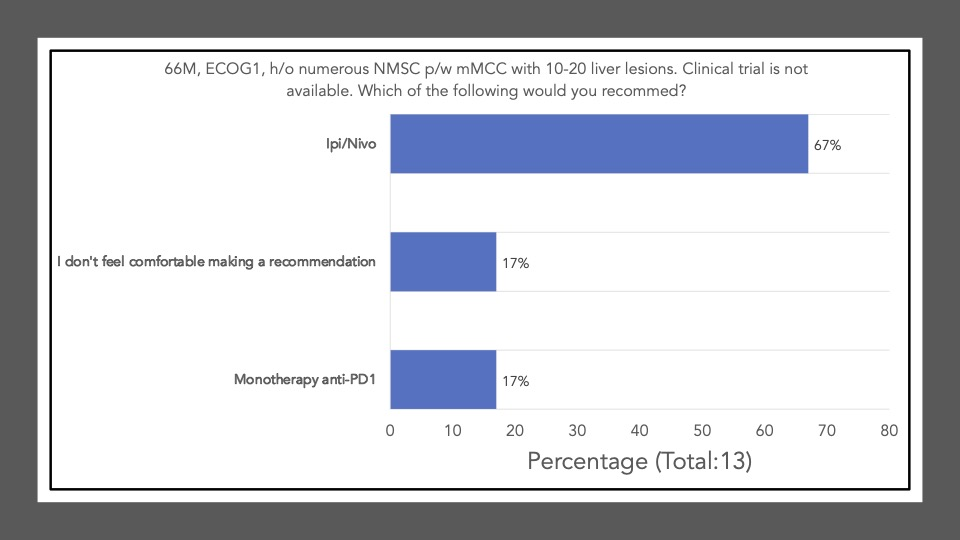 66M, ECOG1, h/o numerous NMSC p/w mMCC with 10-20 liver lesions. Clinical trial is not
available. Which of the following would you recommed?
Ipi/Nivo
67%
I don't feel comfortable making a recommendation
17%
Monotherapy anti-PD1
17%
0 10 20 30 40 50 60 70 80
Percentage (Total:13)